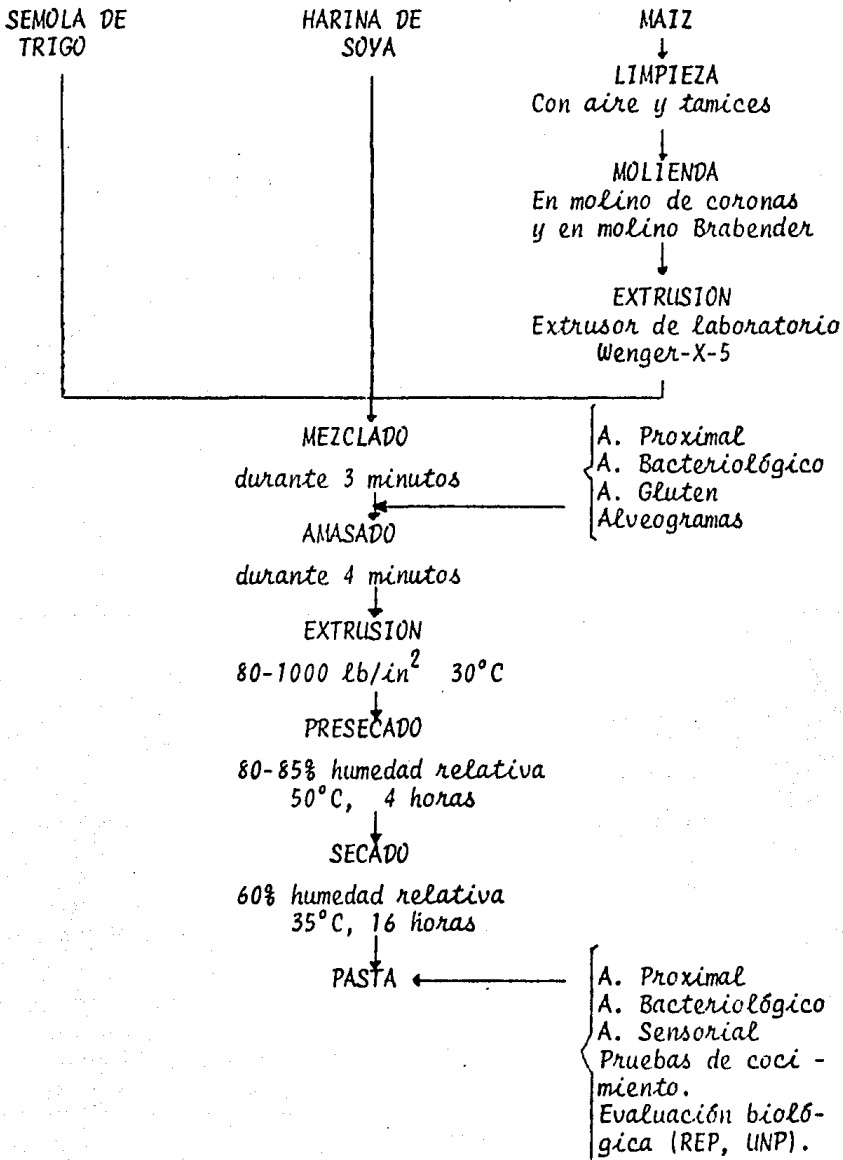 SEMOLA DE
TRIGO
HARINA DE
SOYA
MAIZ
LIMPIEZA
Con aire y tamices
MOLIENDA
En molino de coronas
y en molino Brabender
EXTRUSION
Extrusor de laboratorio
Wenger-X-5
MEZCLADO
durante 3 minutos
A. Proximal
A. Bacteriológico
A. Gluten
Alveogramas
AMASADO
durante 4 minutos
EXTRUSION
80-1000 lb/in² 30°C
PRESECADO
80-85% humedad relativa
50°C, 4 horas
SECADO
60% humedad relativa
35°C, 16 horas
PASTA
A. Proximal
A. Bacteriológico
A. Sensorial
Pruebas de coci -
miento.
Evaluación bioló-
gica (REP, UNP).